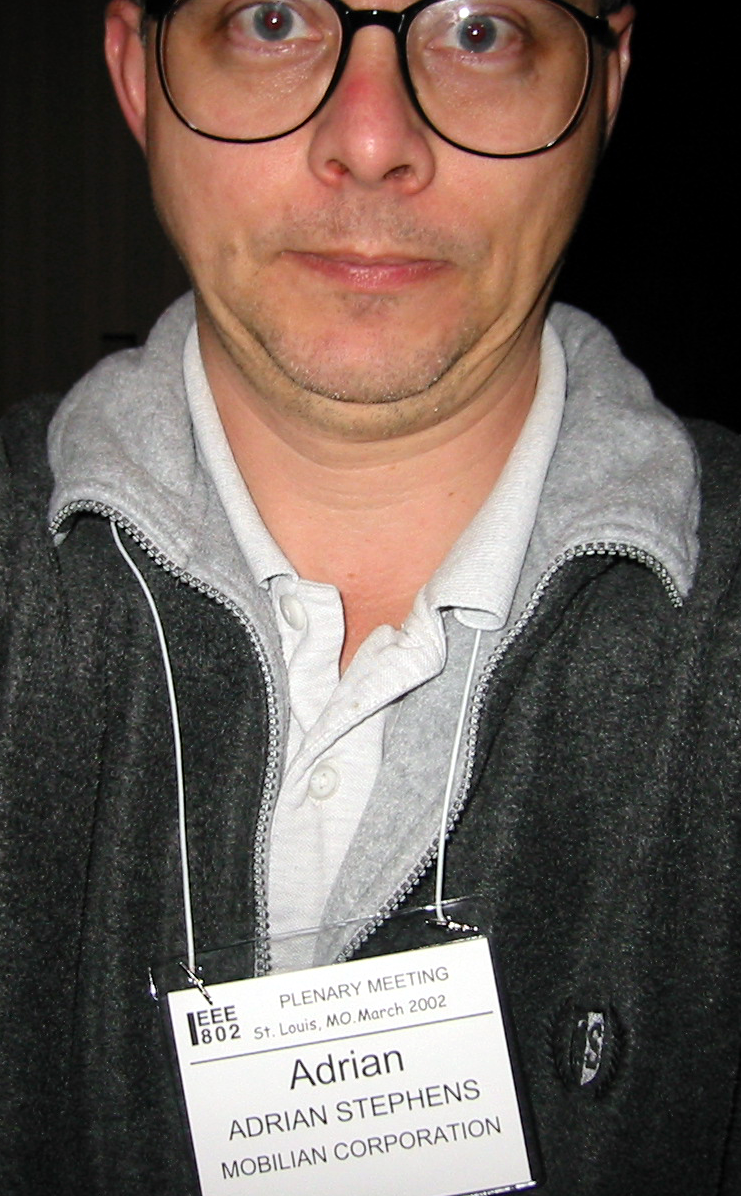 IEEE
802
PLENARY MEETING
St. Louis, MO.March 2002
Adrian
ADRIAN STEPHENS
MOBILIAN CORPORATION